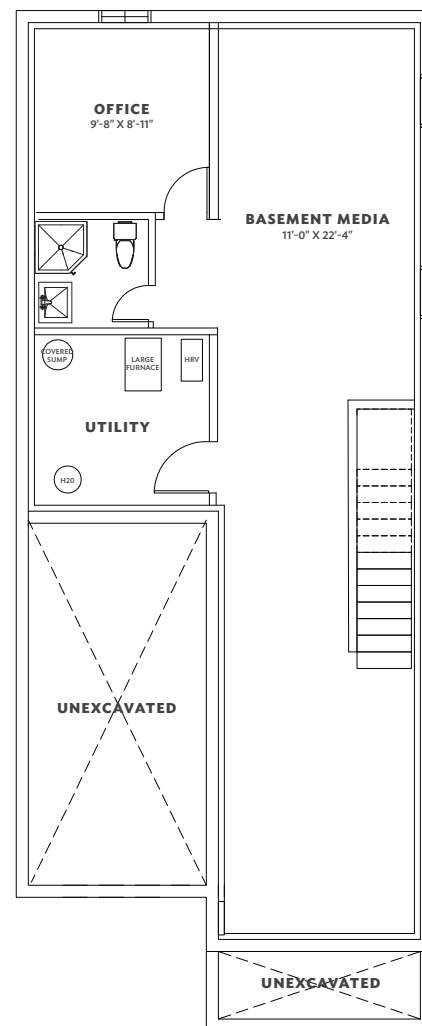 OFFICE
9'-8" X 8'-11"
BASEMENT MEDIA
11'-0" X 22'-4"
COVERED
SUMP
LARGE
FURNACE
HRV
UTILITY
H20
UNEXCAVATED
UNEXCAVATED